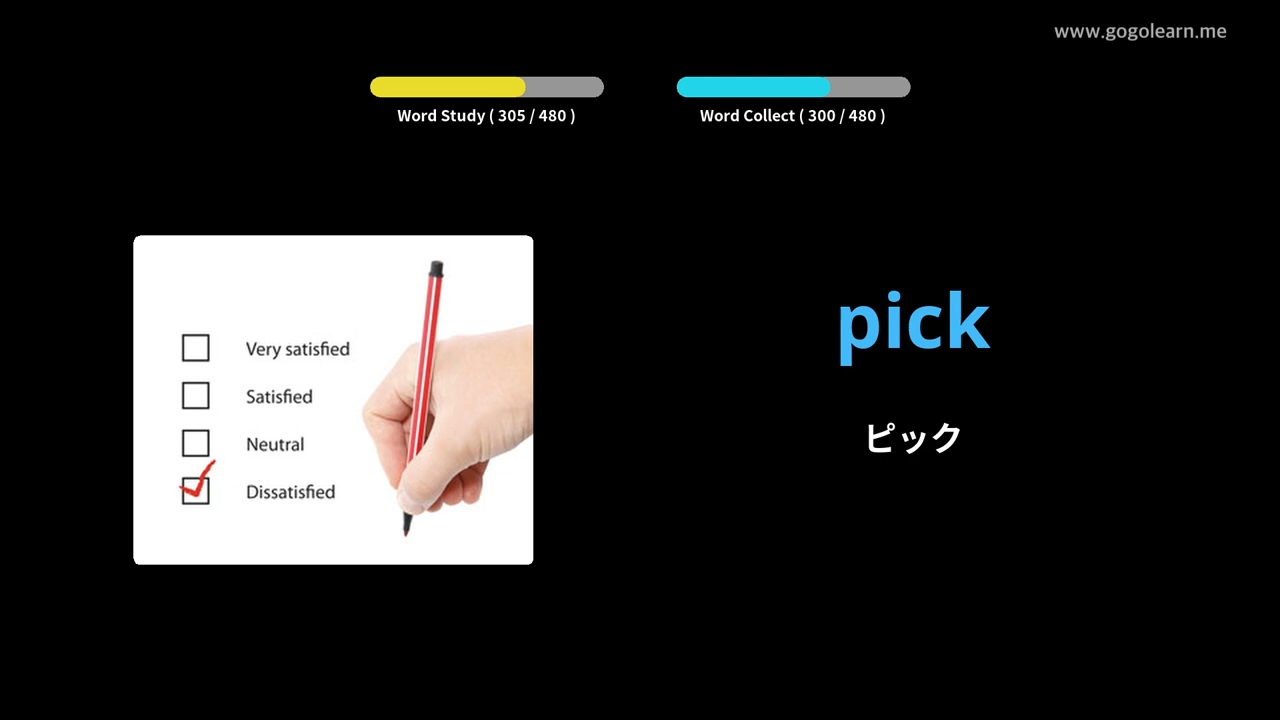 www.gogolearn.me
Word Study ( 305 / 480 )
Word Collect ( 300 / 480 )
Very satisfied
Satisfied
Neutral
Dissatisfied
pick
ピック